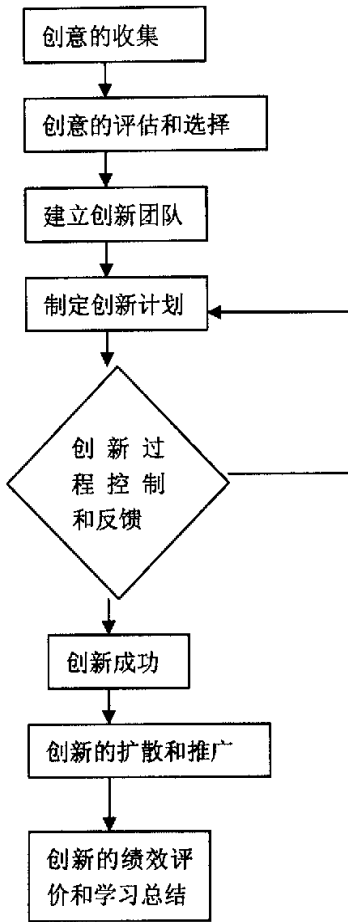 创意的收集
创意的评估和选择
建立创新团队
制定创新计划
创新过
程控制
和反馈
创新成功
创新的扩散和推广
创新的绩效评
价和学习总结